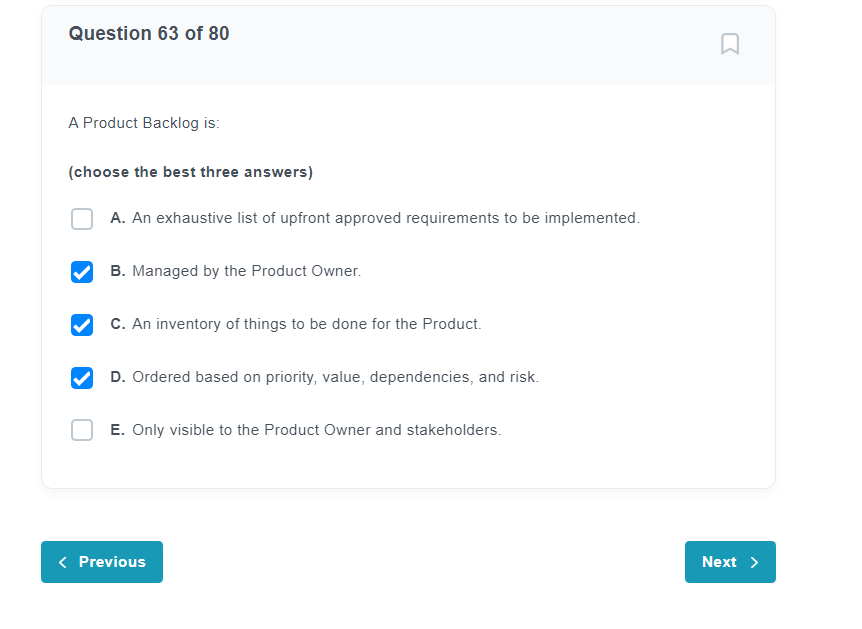 Question 63 of 80
A Product Backlog is:
(choose the best three answers)
A. An exhaustive list of upfront approved requirements to be implemented.
B. Managed by the Product Owner.
C. An inventory of things to be done for the Product.
D. Ordered based on priority, value, dependencies, and risk.
E. Only visible to the Product Owner and stakeholders.
Previous
Next